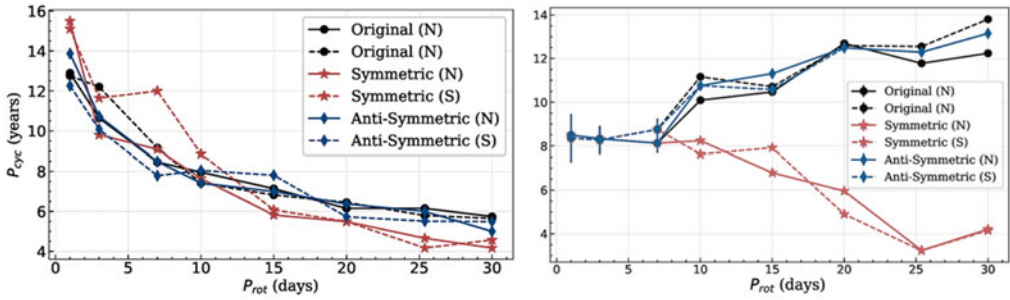 16
14
12
10
8
6
4
P_cyc (years)
0 5 10 15 20 25 30
P_rot (days)
Original (N)
Original (N)
Symmetric (N)
Symmetric (S)
Anti-Symmetric (N)
Anti-Symmetric (S)
14
12
10
8
6
4
0 5 10 15 20 25 30
P_rot (days)
Original (N)
Original (N)
Symmetric (N)
Symmetric (S)
Anti-Symmetric (N)
Anti-Symmetric (S)